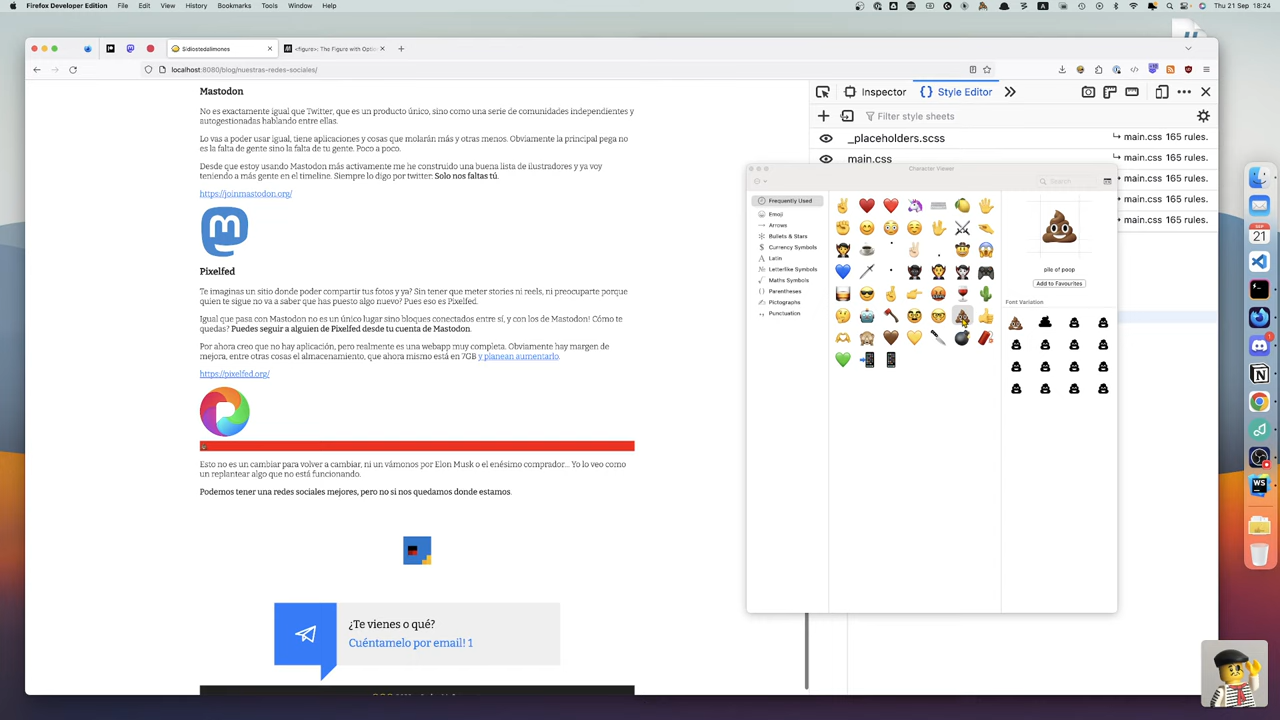 Firefox Developer Edition File Edit View History Bookmarks Tools Window Help Thu 21 Sep 18:24
Sidiostedalimones <figure>: The Figure with Optio
localhost:8080/blog/nuestras-redes-sociales/
Mastodon
No es exactamente igual que Twitter, que es un producto único, sino como una serie de comunidades independientes y
autogestionadas hablando entre ellas.
Lo vas a poder usar igual, tiene aplicaciones y cosas que molarán más y otras menos. Obviamente la principal pega no
es la falta de gente sino la falta de tu gente. Poco a poco.
Desde que estoy usando Mastodon más activamente me he construido una buena lista de ilustradores y ya voy
teniendo a más gente en el timeline. Siempre lo digo por twitter: Solo nos faltas tú.
https://joinmastodon.org/
Pixelfed
Te imaginas un sitio donde poder compartir tus fotos y ya? Sin tener que meter stories ni reels, ni preocuparte porque
quien te sigue no va a saber que has puesto algo nuevo? Pues eso es Pixelfed.
Igual que pasa con Mastodon no es un único lugar sino bloques conectados entre sí, y con los de Mastodon! Cómo te
quedas? Puedes seguir a alguien de Pixelfed desde tu cuenta de Mastodon.
Por ahora creo que no hay aplicación, pero realmente es una webapp muy completa. Obviamente hay margen de
mejora, entre otras cosas el almacenamiento, que ahora mismo está en 7GB y planean aumentarlo.
https://pixelfed.org/
Esto no es un cambiar para volver a cambiar, ni un vámonos por Elon Musk o el enésimo comprador... Yo lo veo como
un replantear algo que no está funcionando.
Podemos tener una redes sociales mejores, pero no si nos quedamos donde estamos.
¿Te vienes o qué?
Cuéntamelo por email! 1
Inspector Style Editor
Filter style sheets
_placeholders.scss main.css 165 rules.
main.css main.css 165 rules.
main.css 165 rules.
main.css 165 rules.
main.css 165 rules.
Character Viewer
Search
Frequently Used
Emoji
Arrows
Bullets & Stars
Currency Symbols
Latin
Letterlike Symbols
Maths Symbols
Parentheses
Pictographs
Punctuation
pile of poop
Add to Favourites
Font Variation
SEP
21
WS